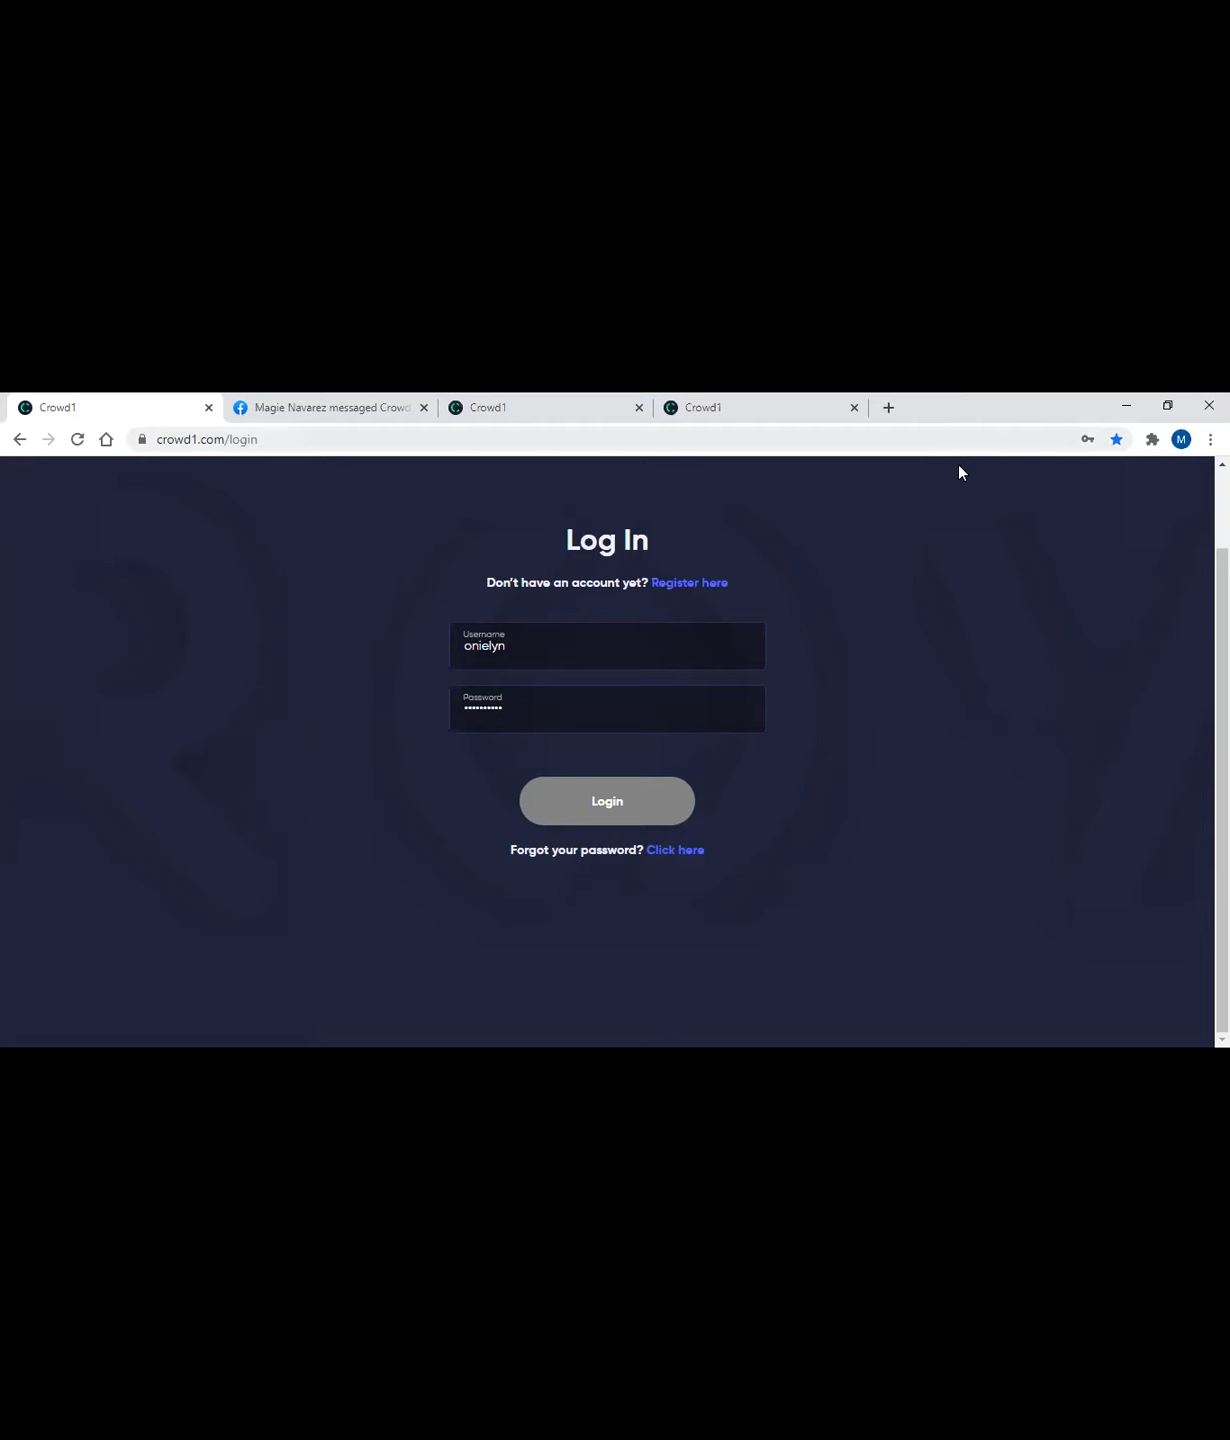 Crowd1
Magie Navarez messaged Crowd
Crowd1
Crowd1
crowd1.com/login
M
Log In
Don't have an account yet? Register here
Username
onielyn
Password
Login
Forgot your password? Click here